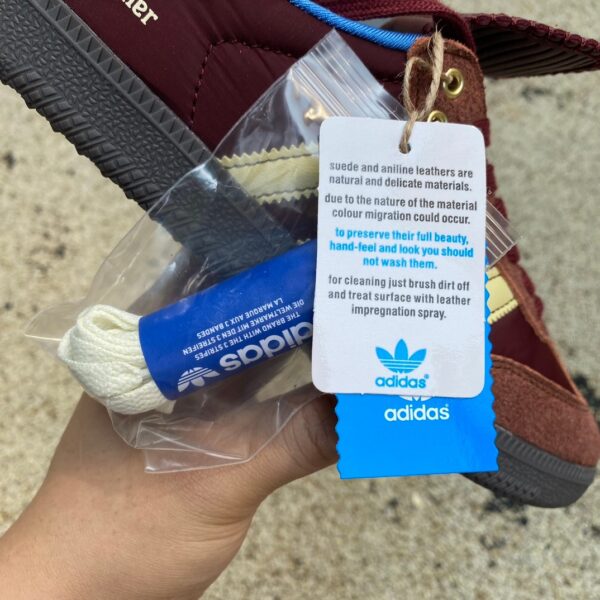 suede and aniline leathers are
natural and delicate materials.
due to the nature of the material
colour migration could occur.
to preserve their full beauty,
hand-feel and look you should
not wash them.
for cleaning just brush dirt off
and treat surface with leather
impregnation spray.
adidas
adidas
adidas
THE BRAND WITH THE 3 STRIPES
DIE WELTMARKE MIT DEN 3 STREIFEN
LA MARQUE AUX 3 BANDES